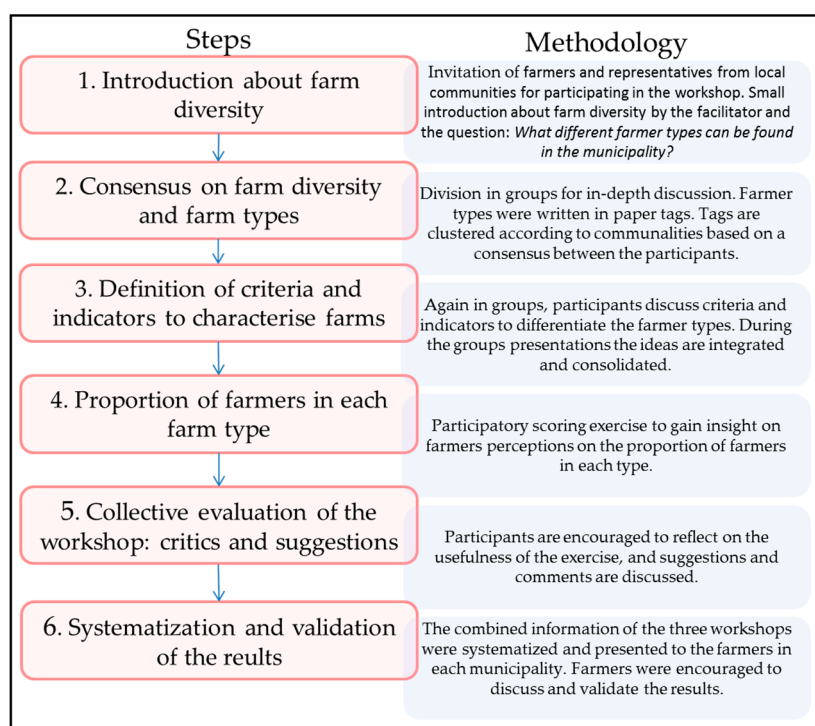 Steps
Methodology
1. Introduction about farm
diversity
Invitation of farmers and representatives from local
communities for participating in the workshop. Small
introduction about farm diversity by the facilitator and
the question: What different farmer types can be found
in the municipality?
2. Consensus on farm diversity
and farm types
Division in groups for in-depth discussion. Farmer
types were written in paper tags. Tags are
clustered according to communalities based on a
consensus between the participants.
3. Definition of criteria and
indicators to characterise farms
Again in groups, participants discuss criteria and
indicators to differentiate the farmer types. During
the groups presentations the ideas are integrated
and consolidated.
4. Proportion of farmers in each
farm type
Participatory scoring exercise to gain insight on
farmers perceptions on the proportion of farmers
in each type.
5. Collective evaluation of the
workshop: critics and suggestions
Participants are encouraged to reflect on the
usefulness of the exercise, and suggestions and
comments are discussed.
6. Systematization and validation
of the reults
The combined information of the three workshops
were systematized and presented to the farmers in
each municipality. Farmers were encouraged to
discuss and validate the results.